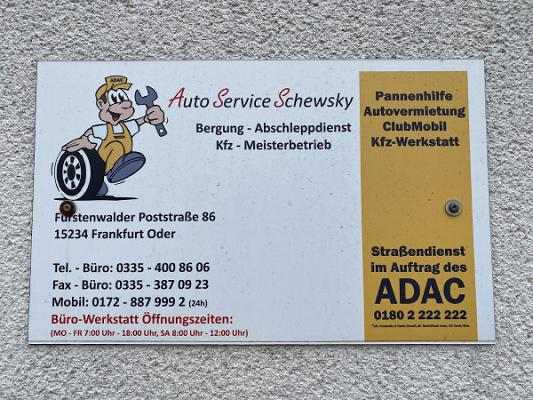 ADAC
Auto Service Schewsky
Bergung - Abschleppdienst
Kfz - Meisterbetrieb
Fürstenwalder Poststraße 86
15234 Frankfurt Oder
Tel. - Büro: 0335 - 400 86 06
Fax - Büro: 0335 - 387 09 23
Mobil: 0172 - 887 999 2 (24h)
Büro-Werkstatt Öffnungszeiten:
(MO - FR 7:00 Uhr - 18:00 Uhr, SA 8:00 Uhr - 12:00 Uhr)
Pannenhilfe
Autovermietung
ClubMobil
Kfz-Werkstatt
Straßendienst
im Auftrag des
ADAC
0180 2 222 222